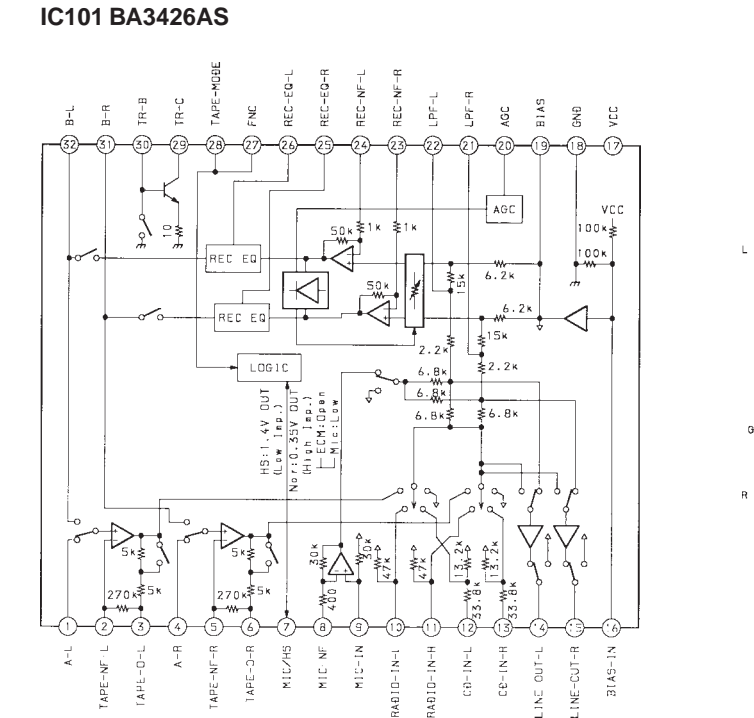 IC101 BA3426AS
B-L
B-R
TR-B
TR-C
TAPE-MODE
FNC
REC-EQ-L
REC-EQ-R
REC-NF-L
REC-NF-R
LPF-L
LPF-R
AGC
BIAS
GND
VCC
32 31 30 29 28 27 26 25 24 23 22 21 20 19 18 17
AGC
VCC
100k
100k
10
50k
1k
1k
REC EQ
6.2k
15k
L
50k
REC EQ
6.2k
15k
2.2k
2.2k
LOGIC
6.8k
6.8k
6.8k
6.8k
HS:1.4V OUT
(Low Imp.)
Nor:0.35V OUT
(High Imp.)
ECM:Open
Mic:Low
G
R
5k
5k
270k
5k
5k
270k
30k
400
30k
47k
47k
13.2k
13.2k
33.8k
33.8k
1 2 3 4 5 6 7 8 9 10 11 12 13 14 15 16
A-L
TAPE-NF-L
TAPE-O-L
A-R
TAPE-NF-R
TAPE-O-R
MIC/HS
MIC-NF
MIC-IN
RADIO-IN-L
RADIO-IN-H
CD-IN-L
CD-IN-R
LINE OUT-L
LINE-CUT-R
BIAS-IN